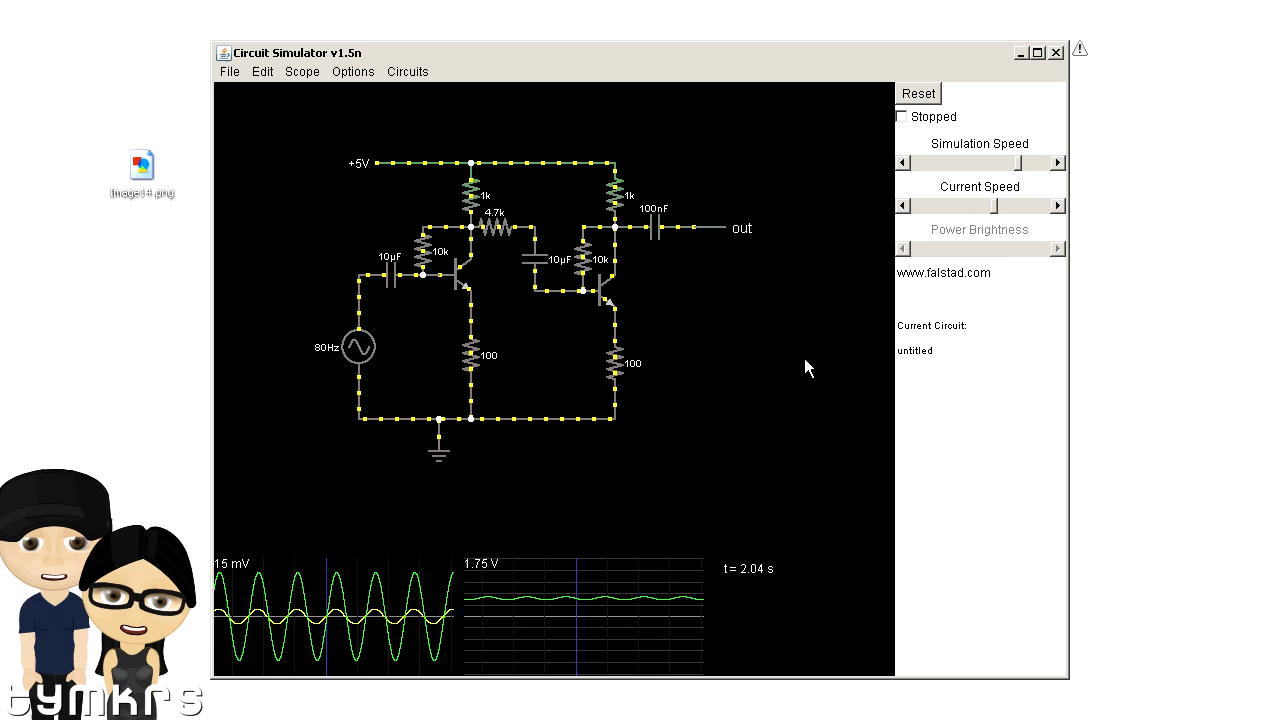 Circuit Simulator v1.5n
File Edit Scope Options Circuits
Reset
Stopped
Simulation Speed
Current Speed
Power Brightness
www.falstad.com
Current Circuit:
untitled
+5V
1k
1k
4.7k
100nF
out
10k
10µF
10µF
10k
80Hz
100
100
15 mV
1.75 V
t = 2.04 s
Image14.png
tymkrs